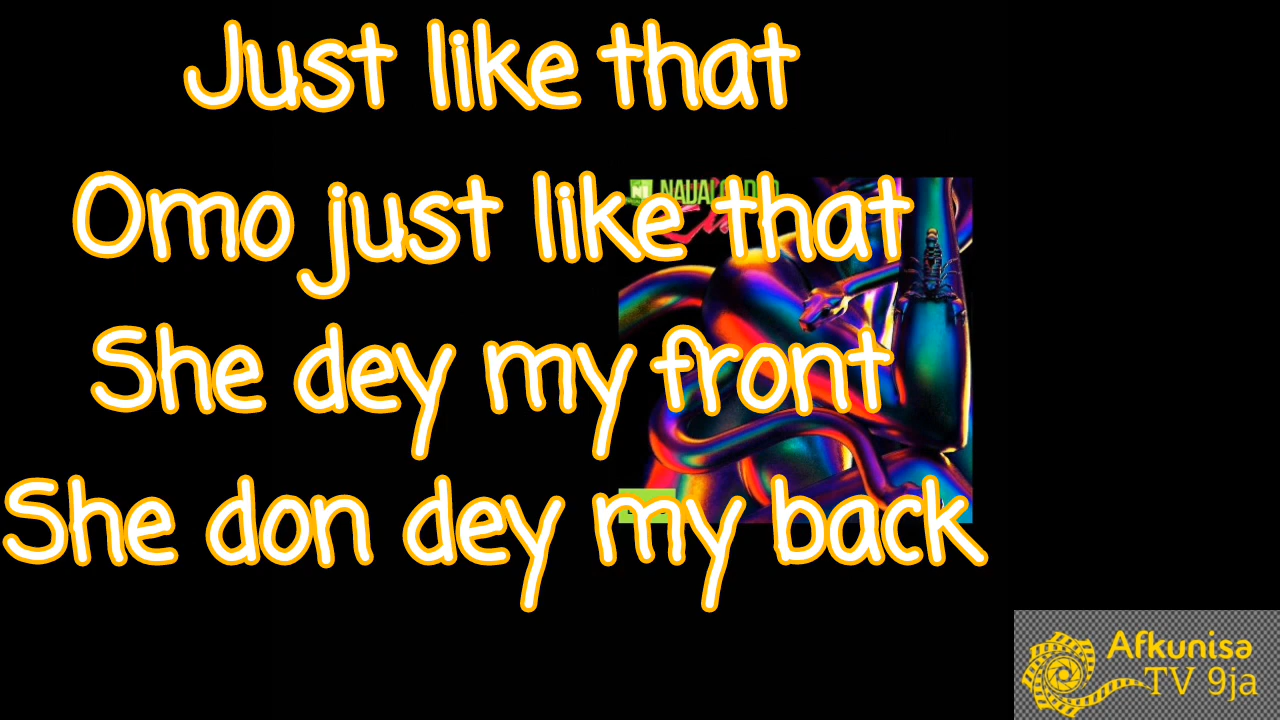 Just like that
Omo just like that
She dey my front
She don dey my back
Afkunisa
TV 9ja